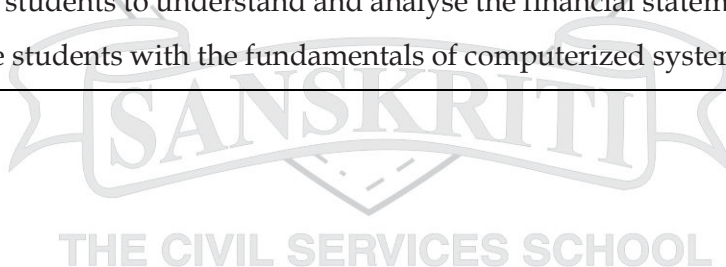 students to understand and analyse the financial statem
e students with the fundamentals of computerized system
SANSKRITI
THE CIVIL SERVICES SCHOOL